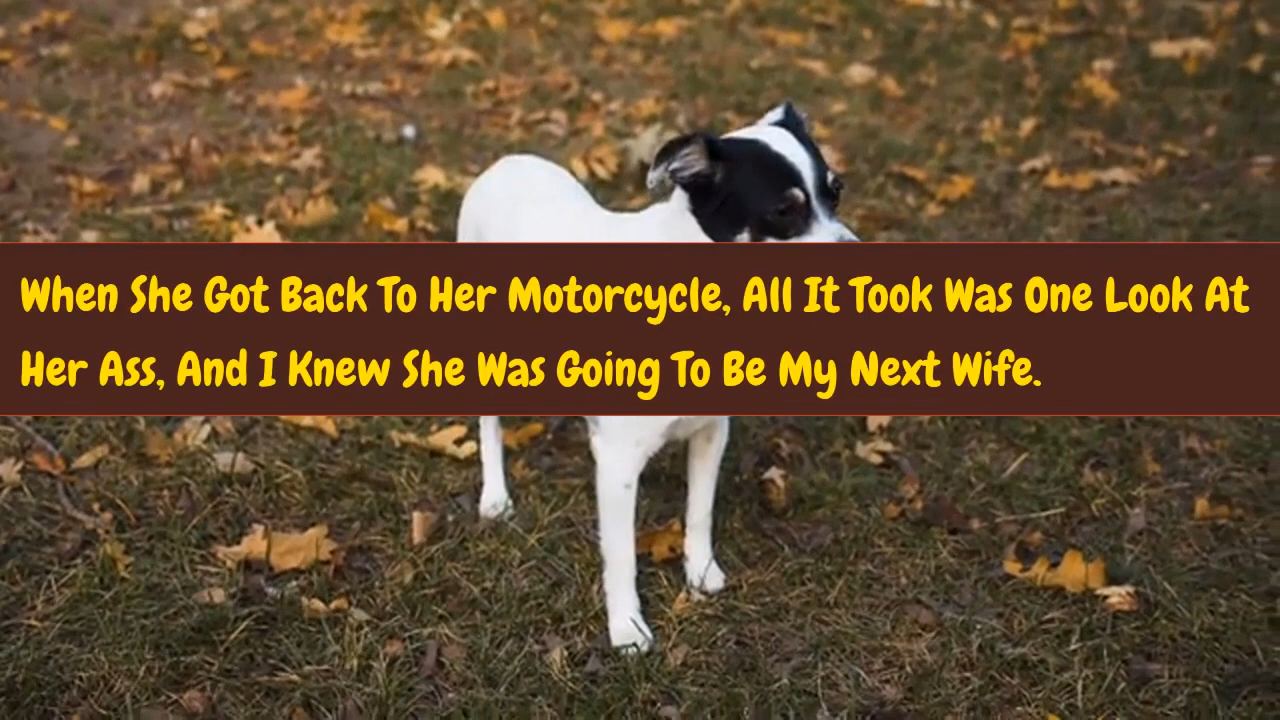 When She Got Back To Her Motorcycle, All It Took Was One Look At
Her Ass, And I Knew She Was Going To Be My Next Wife.